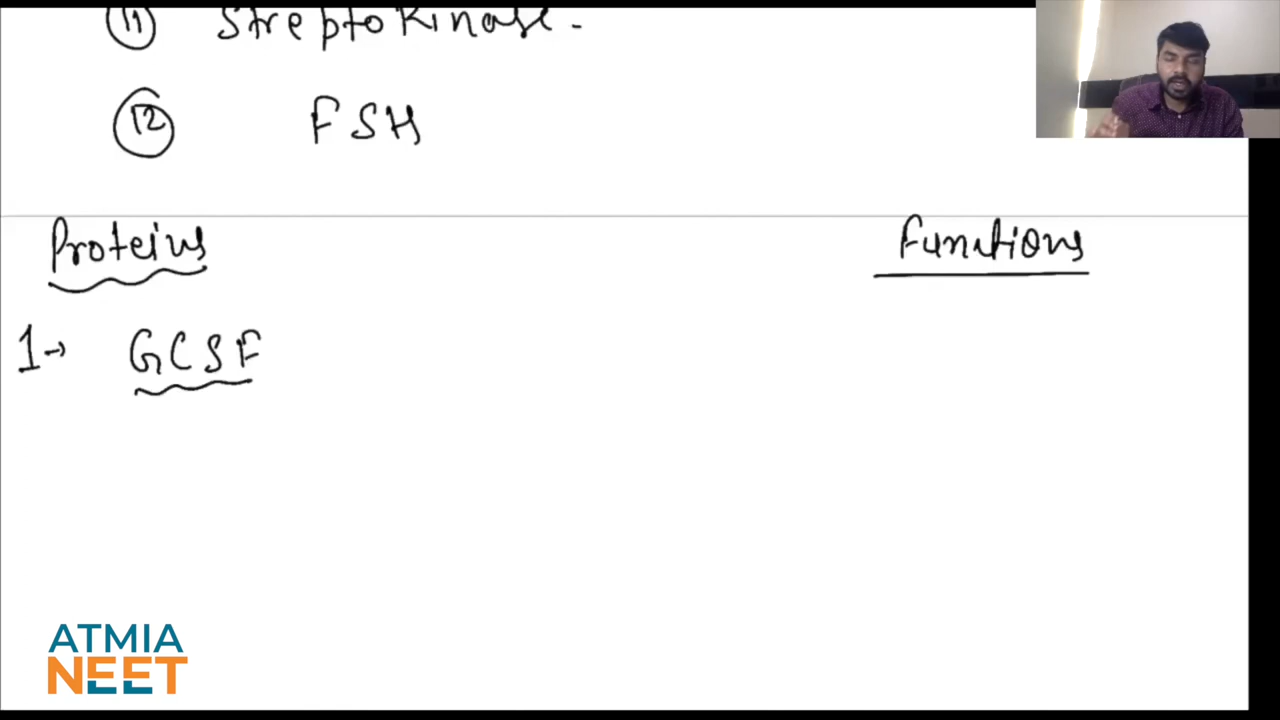 11 Streptokinase.
12 FSH
Proteins Functions
1→ GCSF
ATMIA
NEET